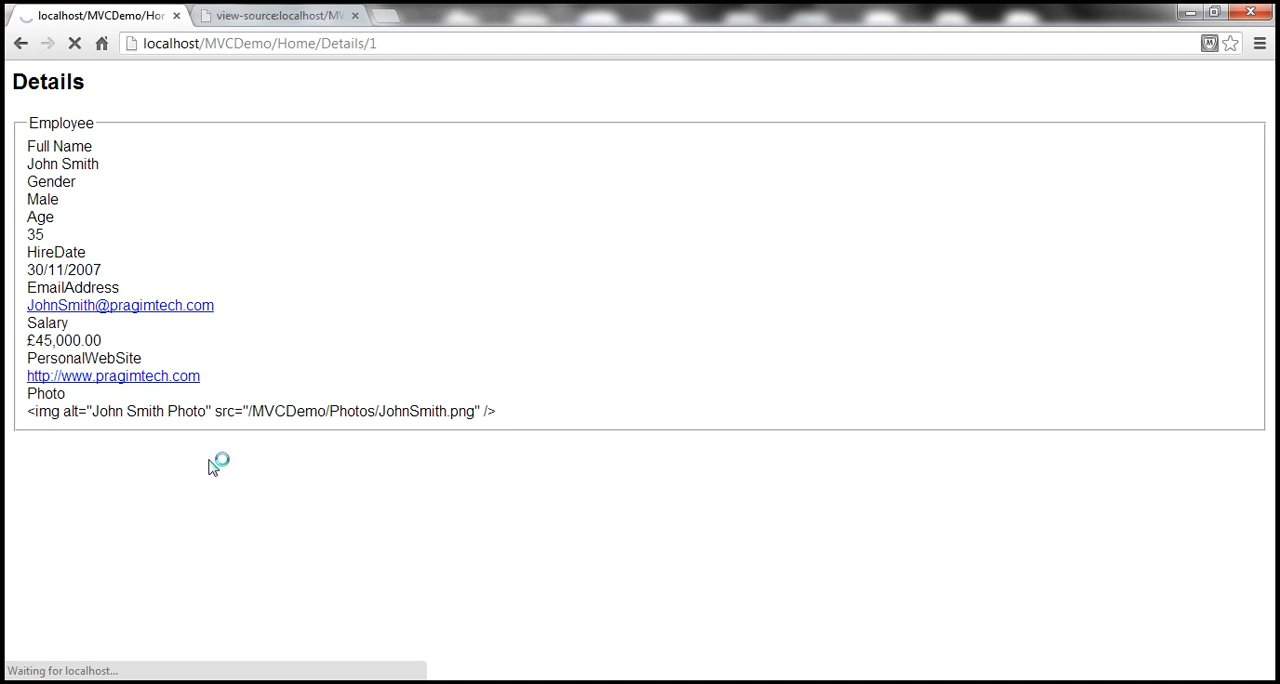 localhost/MVCDemo/Hor
view-source:localhost/MV
localhost/MVCDemo/Home/Details/1
Details
Employee
Full Name
John Smith
Gender
Male
Age
35
HireDate
30/11/2007
EmailAddress
JohnSmith@pragimtech.com
Salary
£45,000.00
PersonalWebSite
http://www.pragimtech.com
Photo
<img alt="John Smith Photo" src="/MVCDemo/Photos/JohnSmith.png" />
Waiting for localhost...